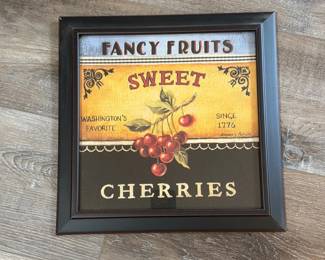 FANCY FRUITS
SWEET
WASHINGTON'S
FAVORITE
SINCE
1776
CHERRIES